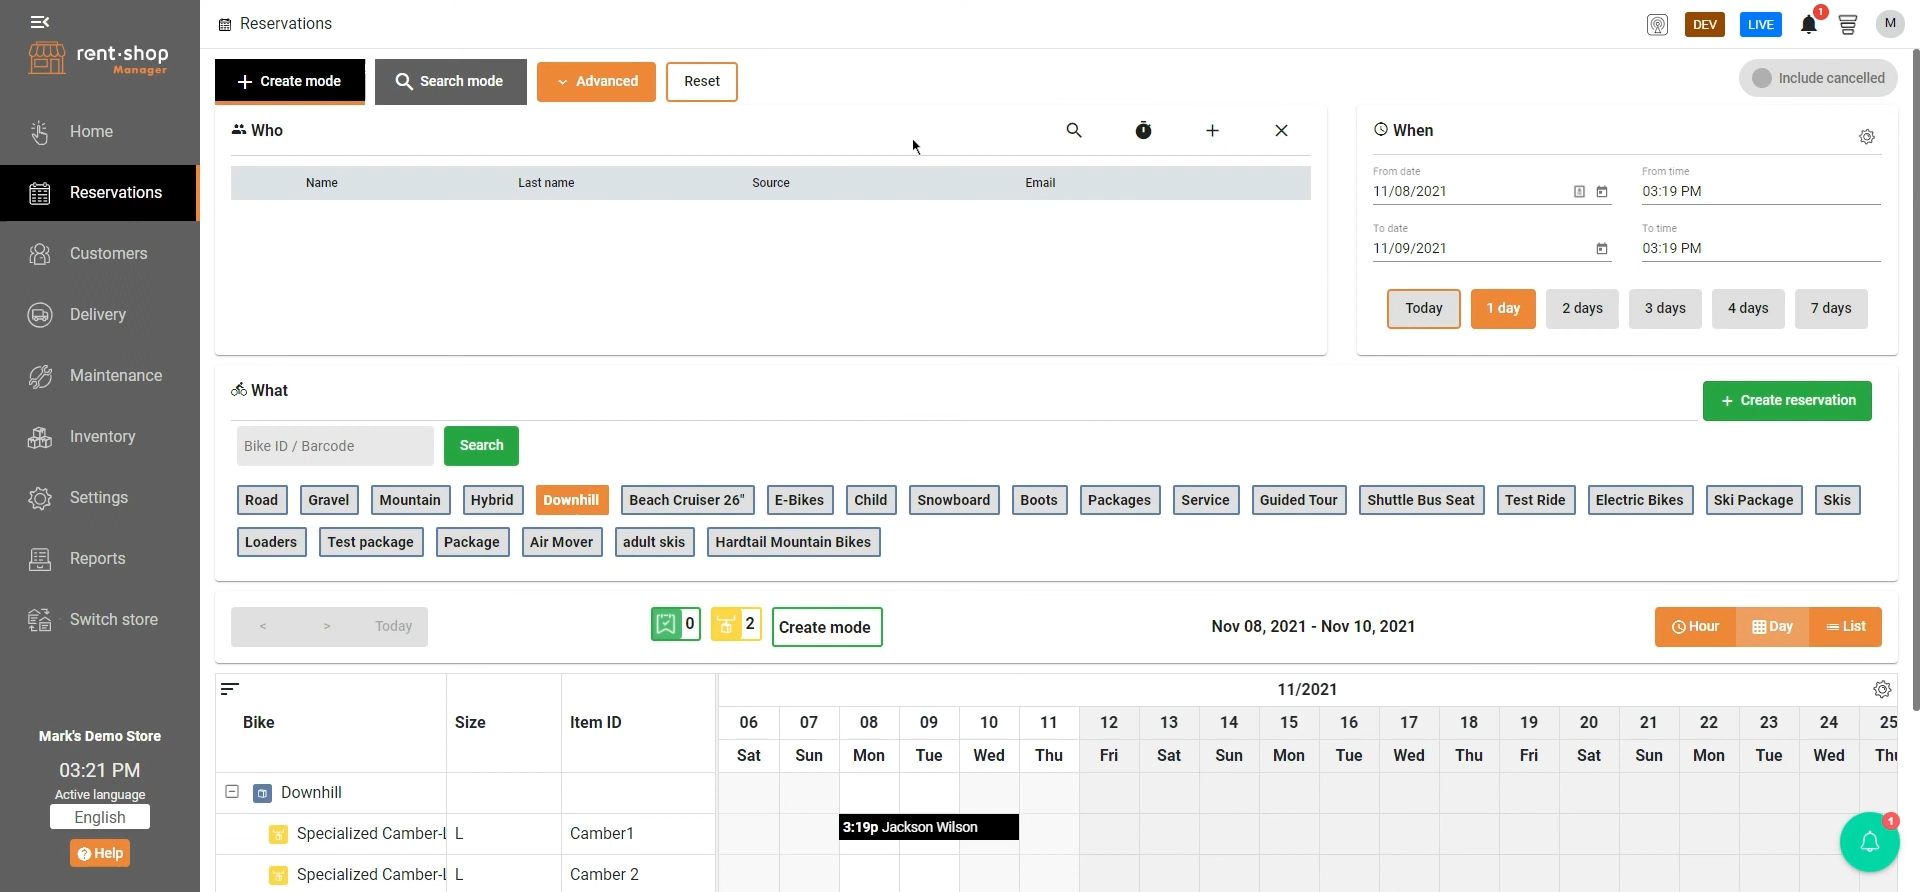 Reservations
DEV
LIVE
1
M
rent·shop
Manager
Create mode
Search mode
Advanced
Reset
Include cancelled
Home
Reservations
Customers
Delivery
Maintenance
Inventory
Settings
Reports
Switch store
Mark's Demo Store
03:21 PM
Active language
English
Help
Who
Name Last name Source Email
When
From date
11/08/2021
From time
03:19 PM
To date
11/09/2021
To time
03:19 PM
Today 1 day 2 days 3 days 4 days 7 days
What
+ Create reservation
Bike ID / Barcode
Search
Road Gravel Mountain Hybrid Downhill Beach Cruiser 26" E-Bikes Child Snowboard Boots Packages Service Guided Tour Shuttle Bus Seat Test Ride Electric Bikes Ski Package Skis
Loaders Test package Package Air Mover adult skis Hardtail Mountain Bikes
< > Today
0
2
Create mode
Nov 08, 2021 - Nov 10, 2021
Hour Day List
11/2021
Bike Size Item ID
06 07 08 09 10 11 12 13 14 15 16 17 18 19 20 21 22 23 24 25
Sat Sun Mon Tue Wed Thu Fri Sat Sun Mon Tue Wed Thu Fri Sat Sun Mon Tue Wed Thu
Downhill
Specialized Camber-L L Camber1
3:19p Jackson Wilson
Specialized Camber-L L Camber 2
1